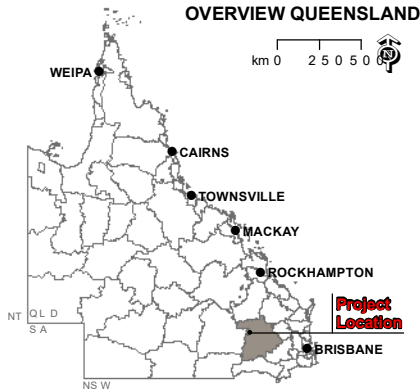 OVERVIEW QUEENSLAND
km 0 250 500
WEIPA
CAIRNS
TOWNSVILLE
MACKAY
ROCKHAMPTON
Project
Location
NT QLD
SA
BRISBANE
NSW